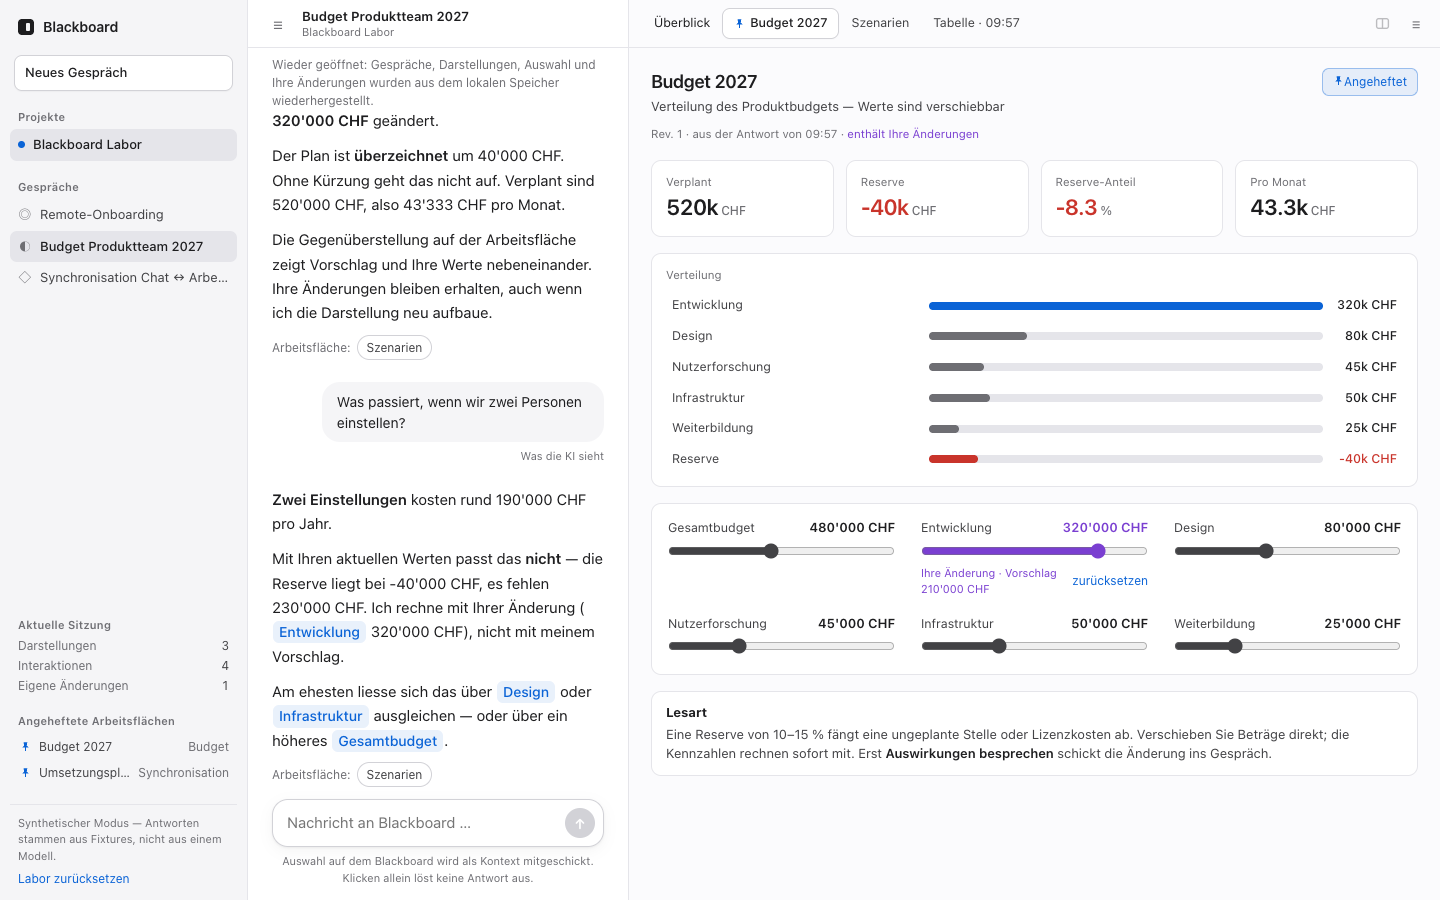 Blackboard
Neues Gespräch
Projekte
Blackboard Labor
Gespräche
Remote-Onboarding
Budget Produktteam 2027
Synchronisation Chat ↔ Arbe...
Aktuelle Sitzung
Darstellungen 3
Interaktionen 4
Eigene Änderungen 1
Angeheftete Arbeitsflächen
Budget 2027 Budget
Umsetzungspl... Synchronisation
Synthetischer Modus — Antworten
stammen aus Fixtures, nicht aus einem
Modell.
Labor zurücksetzen
Budget Produktteam 2027
Blackboard Labor
Wieder geöffnet: Gespräche, Darstellungen, Auswahl und
Ihre Änderungen wurden aus dem lokalen Speicher
wiederhergestellt.
320'000 CHF geändert.
Der Plan ist überzeichnet um 40'000 CHF.
Ohne Kürzung geht das nicht auf. Verplant sind
520'000 CHF, also 43'333 CHF pro Monat.
Die Gegenüberstellung auf der Arbeitsfläche
zeigt Vorschlag und Ihre Werte nebeneinander.
Ihre Änderungen bleiben erhalten, auch wenn
ich die Darstellung neu aufbaue.
Arbeitsfläche: Szenarien
Was passiert, wenn wir zwei Personen
einstellen?
Was die KI sieht
Zwei Einstellungen kosten rund 190'000 CHF
pro Jahr.
Mit Ihren aktuellen Werten passt das nicht — die
Reserve liegt bei -40'000 CHF, es fehlen
230'000 CHF. Ich rechne mit Ihrer Änderung (
Entwicklung 320'000 CHF), nicht mit meinem
Vorschlag.
Am ehesten liesse sich das über Design oder
Infrastruktur ausgleichen — oder über ein
höheres Gesamtbudget .
Arbeitsfläche: Szenarien
Nachricht an Blackboard ...
Auswahl auf dem Blackboard wird als Kontext mitgeschickt.
Klicken allein löst keine Antwort aus.
Überblick Budget 2027 Szenarien Tabelle · 09:57
Budget 2027
Angeheftet
Verteilung des Produktbudgets — Werte sind verschiebbar
Rev. 1 · aus der Antwort von 09:57 · enthält Ihre Änderungen
Verplant
520k CHF
Reserve
-40k CHF
Reserve-Anteil
-8.3 %
Pro Monat
43.3k CHF
Verteilung
Entwicklung 320k CHF
Design 80k CHF
Nutzerforschung 45k CHF
Infrastruktur 50k CHF
Weiterbildung 25k CHF
Reserve -40k CHF
Gesamtbudget 480'000 CHF
Entwicklung 320'000 CHF
Ihre Änderung · Vorschlag
210'000 CHF
zurücksetzen
Design 80'000 CHF
Nutzerforschung 45'000 CHF
Infrastruktur 50'000 CHF
Weiterbildung 25'000 CHF
Lesart
Eine Reserve von 10–15 % fängt eine ungeplante Stelle oder Lizenzkosten ab. Verschieben Sie Beträge direkt; die
Kennzahlen rechnen sofort mit. Erst Auswirkungen besprechen schickt die Änderung ins Gespräch.